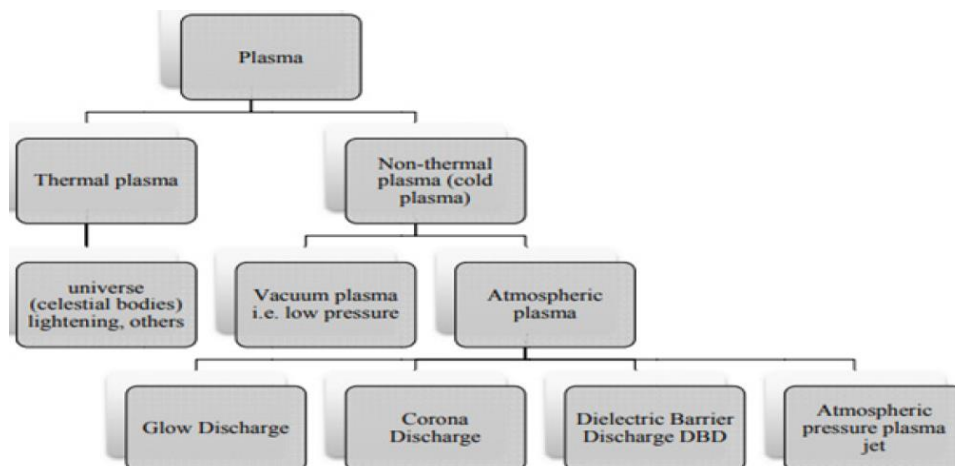 Plasma
Thermal plasma
Non-thermal
plasma (cold
plasma)
universe
(celestial bodies)
lightening, others
Vacuum plasma
i.e. low pressure
Atmospheric
plasma
Glow Discharge
Corona
Discharge
Dielectric Barrier
Discharge DBD
Atmospheric
pressure plasma
jet